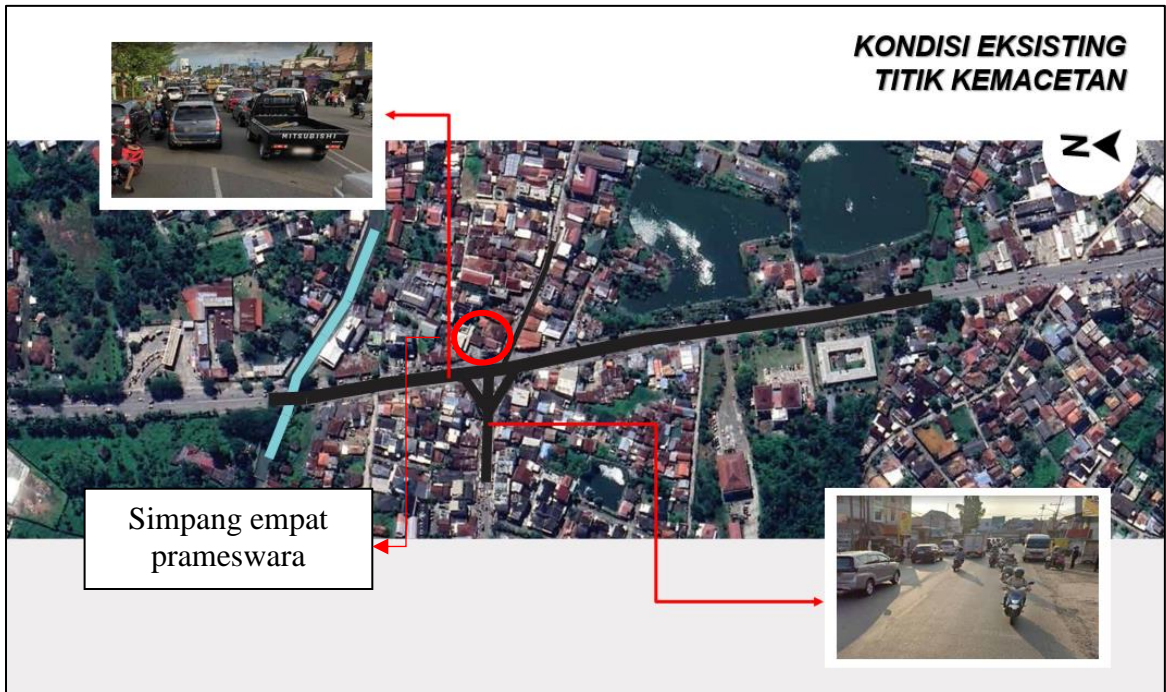 KONDISI EKSISTING
TITIK KEMACETAN
MITSUBISHI
N
Simpang empat
prameswara